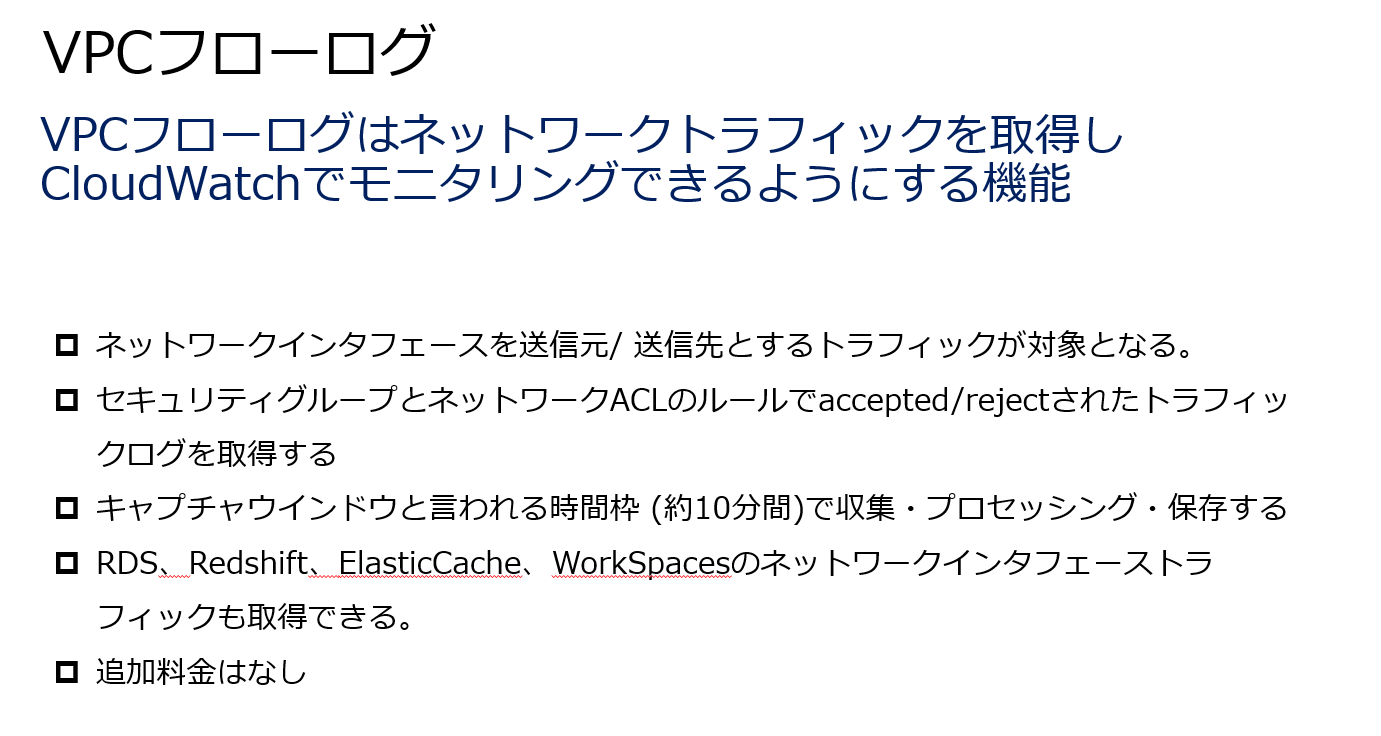 VPCフローログ
VPCフローログはネットワークトラフィックを取得し
CloudWatchでモニタリングできるようにする機能
ネットワークインタフェースを送信元/ 送信先とするトラフィックが対象となる。
セキュリティグループとネットワークACLのルールでaccepted/rejectされたトラフィッ
クログを取得する
キャプチャウインドウと言われる時間枠 (約10分間)で収集・プロセッシング・保存する
RDS、Redshift、ElasticCache、WorkSpacesのネットワークインタフェーストラ
フィックも取得できる。
追加料金はなし